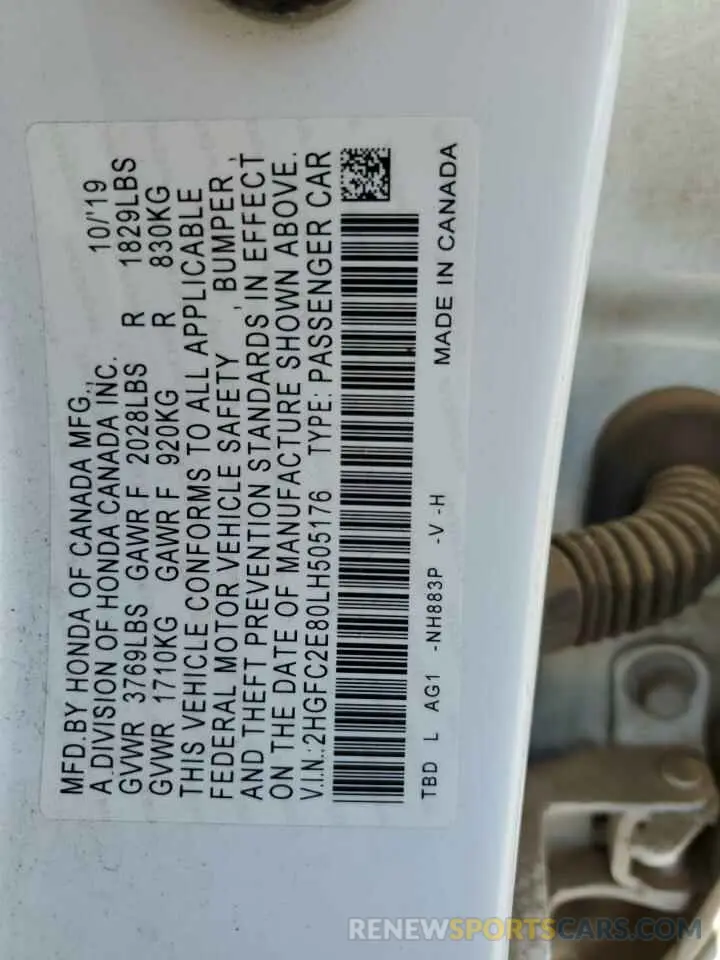 MFD.BY HONDA OF CANADA MFG., 10/'19
A DIVISION OF HONDA CANADA INC.
GVWR 3769LBS GAWR F 2028LBS R 1829LBS
GVWR 1710KG GAWR F 920KG R 830KG
THIS VEHICLE CONFORMS TO ALL APPLICABLE
FEDERAL MOTOR VEHICLE SAFETY , BUMPER ,
AND THEFT PREVENTION STANDARDS IN EFFECT
ON THE DATE OF MANUFACTURE SHOWN ABOVE.
V.I.N.:2HGFC2E80LH505176 TYPE: PASSENGER CAR
TBD L AG1 -NH883P -V -H MADE IN CANADA
RENEWSPORTSCARS.COM